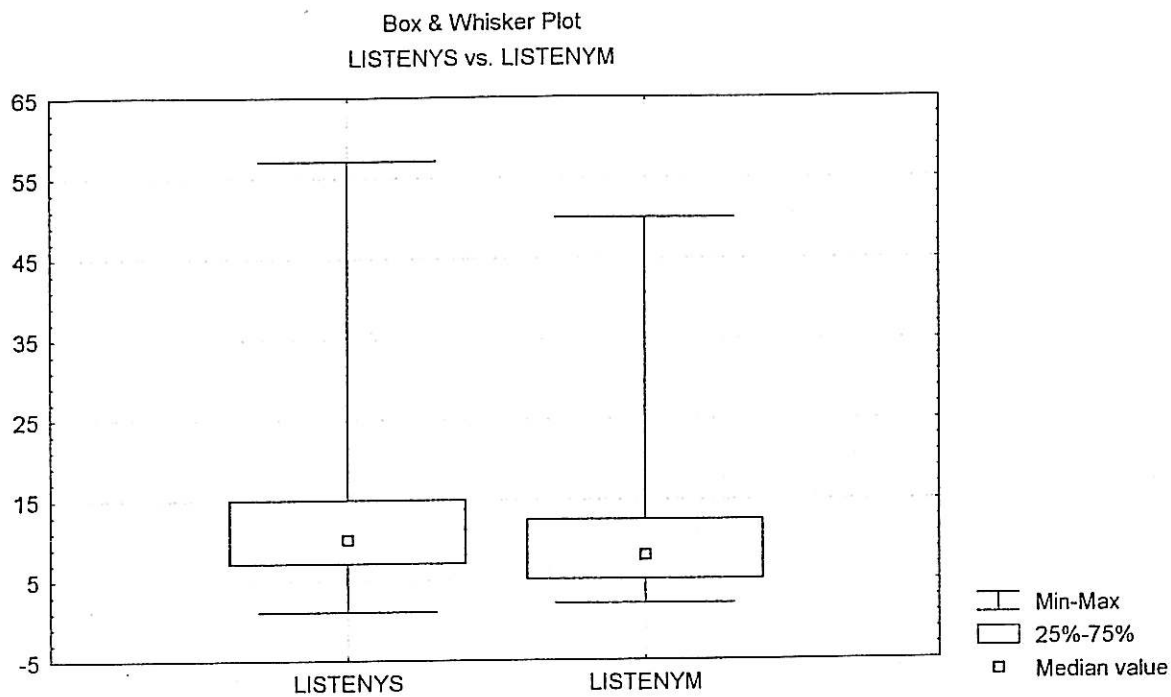 Box & Whisker Plot
LISTENYS vs. LISTENYM
65
55
45
35
25
15
5
-5
LISTENYS
LISTENYM
Min-Max
25%-75%
Median value